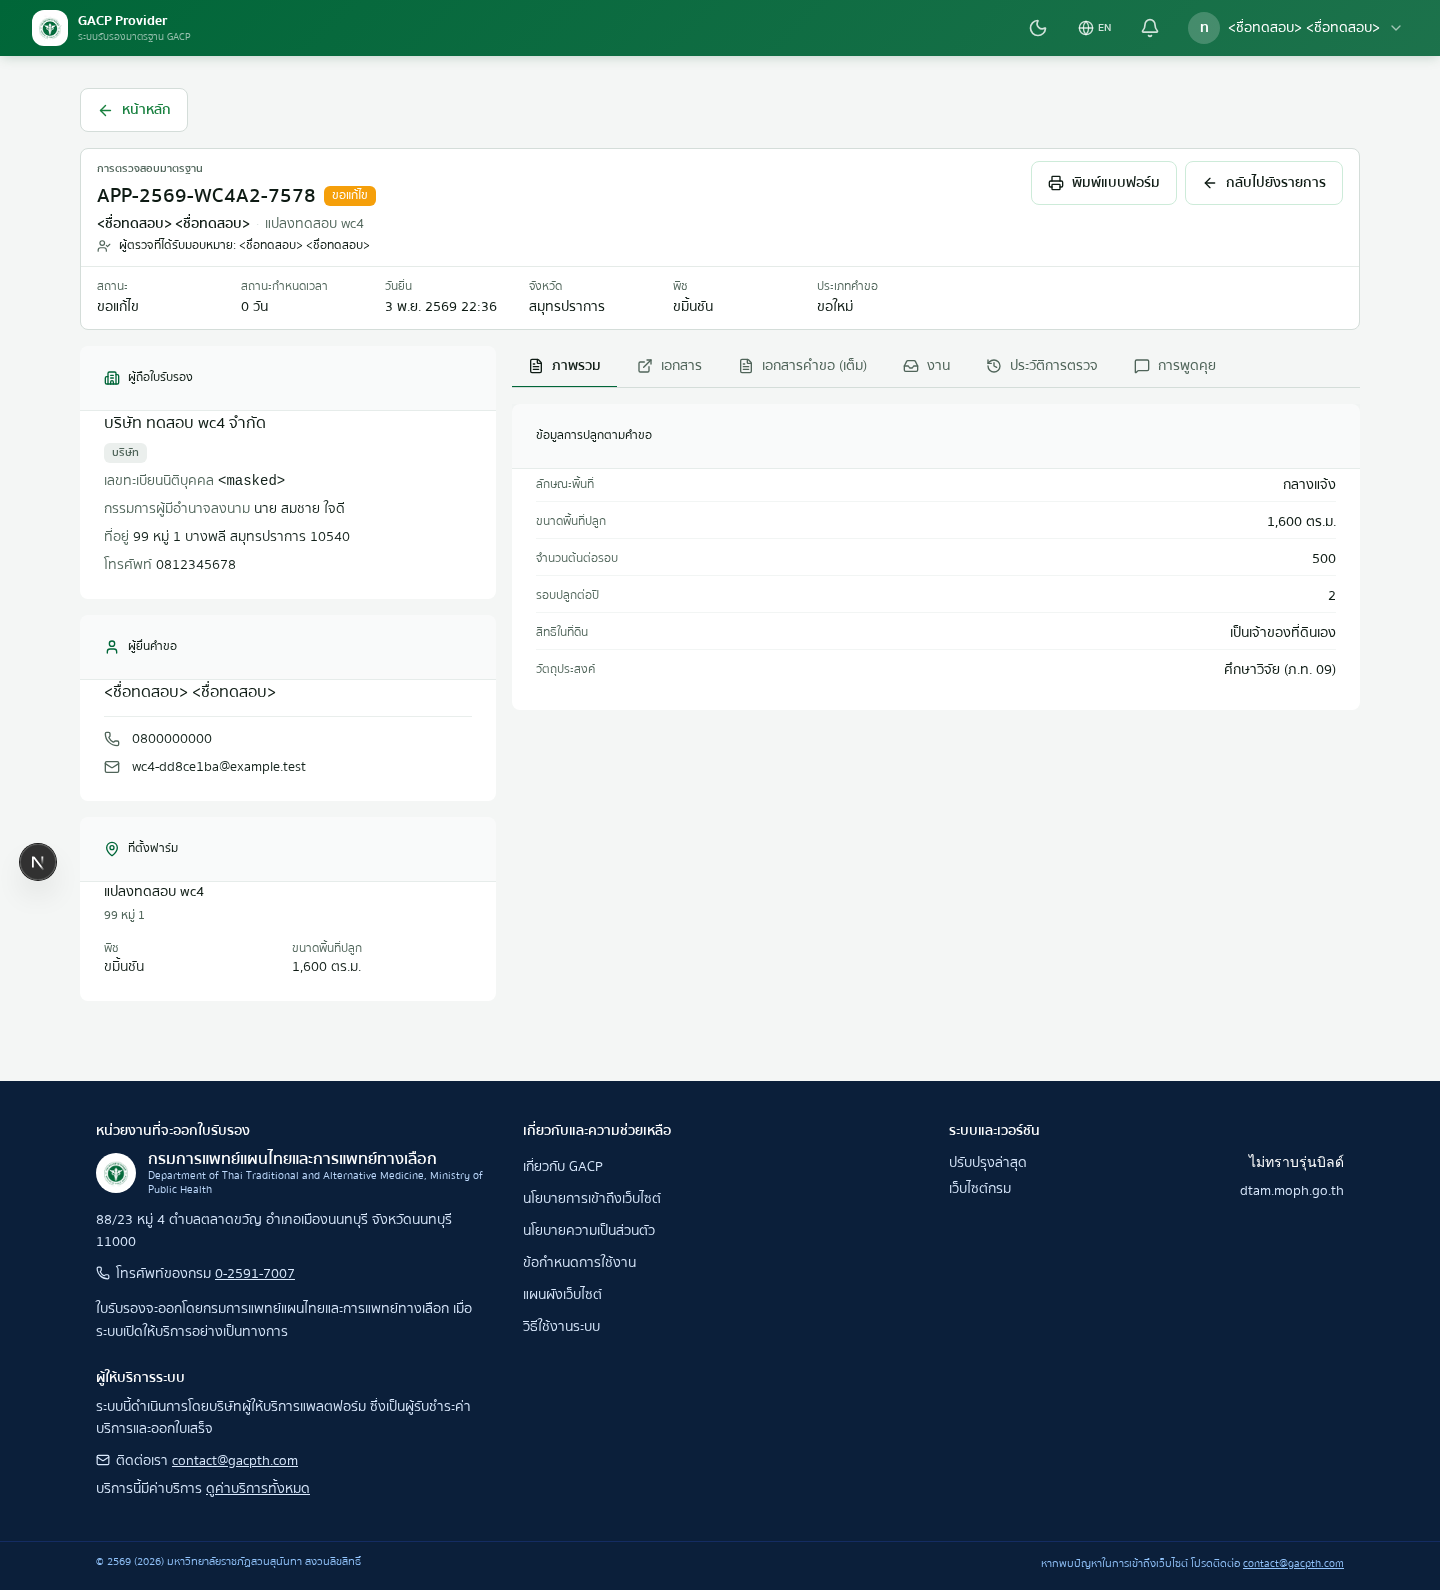 GACP Provider
ระบบรับรองมาตรฐาน GACP
EN
ท
<ชื่อทดสอบ> <ชื่อทดสอบ>
หน้าหลัก
การตรวจสอบมาตรฐาน
APP-2569-WC4A2-7578 ขอแก้ไข
<ชื่อทดสอบ> <ชื่อทดสอบ> แปลงทดสอบ wc4
ผู้ตรวจที่ได้รับมอบหมาย: <ชื่อทดสอบ> <ชื่อทดสอบ>
พิมพ์แบบฟอร์ม
กลับไปยังรายการ
สถานะ
ขอแก้ไข
สถานะกำหนดเวลา
0 วัน
วันยื่น
3 พ.ย. 2569 22:36
จังหวัด
สมุทรปราการ
พืช
ขมิ้นชัน
ประเภทคำขอ
ขอใหม่
ผู้ถือใบรับรอง
บริษัท ทดสอบ wc4 จำกัด
บริษัท
เลขทะเบียนนิติบุคคล <masked>
กรรมการผู้มีอำนาจลงนาม นาย สมชาย ใจดี
ที่อยู่ 99 หมู่ 1 บางพลี สมุทรปราการ 10540
โทรศัพท์ 0812345678
ผู้ยื่นคำขอ
<ชื่อทดสอบ> <ชื่อทดสอบ>
0800000000
wc4-dd8ce1ba@example.test
ที่ตั้งฟาร์ม
แปลงทดสอบ wc4
99 หมู่ 1
พืช
ขมิ้นชัน
ขนาดพื้นที่ปลูก
1,600 ตร.ม.
ภาพรวม
เอกสาร
เอกสารคำขอ (เต็ม)
งาน
ประวัติการตรวจ
การพูดคุย
ข้อมูลการปลูกตามคำขอ
ลักษณะพื้นที่ กลางแจ้ง
ขนาดพื้นที่ปลูก 1,600 ตร.ม.
จำนวนต้นต่อรอบ 500
รอบปลูกต่อปี 2
สิทธิในที่ดิน เป็นเจ้าของที่ดินเอง
วัตถุประสงค์ ศึกษาวิจัย (ภ.ท. 09)
N
หน่วยงานที่จะออกใบรับรอง
กรมการแพทย์แผนไทยและการแพทย์ทางเลือก
Department of Thai Traditional and Alternative Medicine, Ministry of
Public Health
88/23 หมู่ 4 ตำบลตลาดขวัญ อำเภอเมืองนนทบุรี จังหวัดนนทบุรี
11000
โทรศัพท์ของกรม 0-2591-7007
ใบรับรองจะออกโดยกรมการแพทย์แผนไทยและการแพทย์ทางเลือก เมื่อ
ระบบเปิดให้บริการอย่างเป็นทางการ
ผู้ให้บริการระบบ
ระบบนี้ดำเนินการโดยบริษัทผู้ให้บริการแพลตฟอร์ม ซึ่งเป็นผู้รับชำระค่า
บริการและออกใบเสร็จ
ติดต่อเรา contact@gacpth.com
บริการนี้มีค่าบริการ ดูค่าบริการทั้งหมด
เกี่ยวกับและความช่วยเหลือ
เกี่ยวกับ GACP
นโยบายการเข้าถึงเว็บไซต์
นโยบายความเป็นส่วนตัว
ข้อกำหนดการใช้งาน
แผนผังเว็บไซต์
วิธีใช้งานระบบ
ระบบและเวอร์ชัน
ปรับปรุงล่าสุด ไม่ทราบรุ่นบิลด์
เว็บไซต์กรม dtam.moph.go.th
© 2569 (2026) มหาวิทยาลัยราชภัฏสวนสุนันทา สงวนลิขสิทธิ์
หากพบปัญหาในการเข้าถึงเว็บไซต์ โปรดติดต่อ contact@gacpth.com